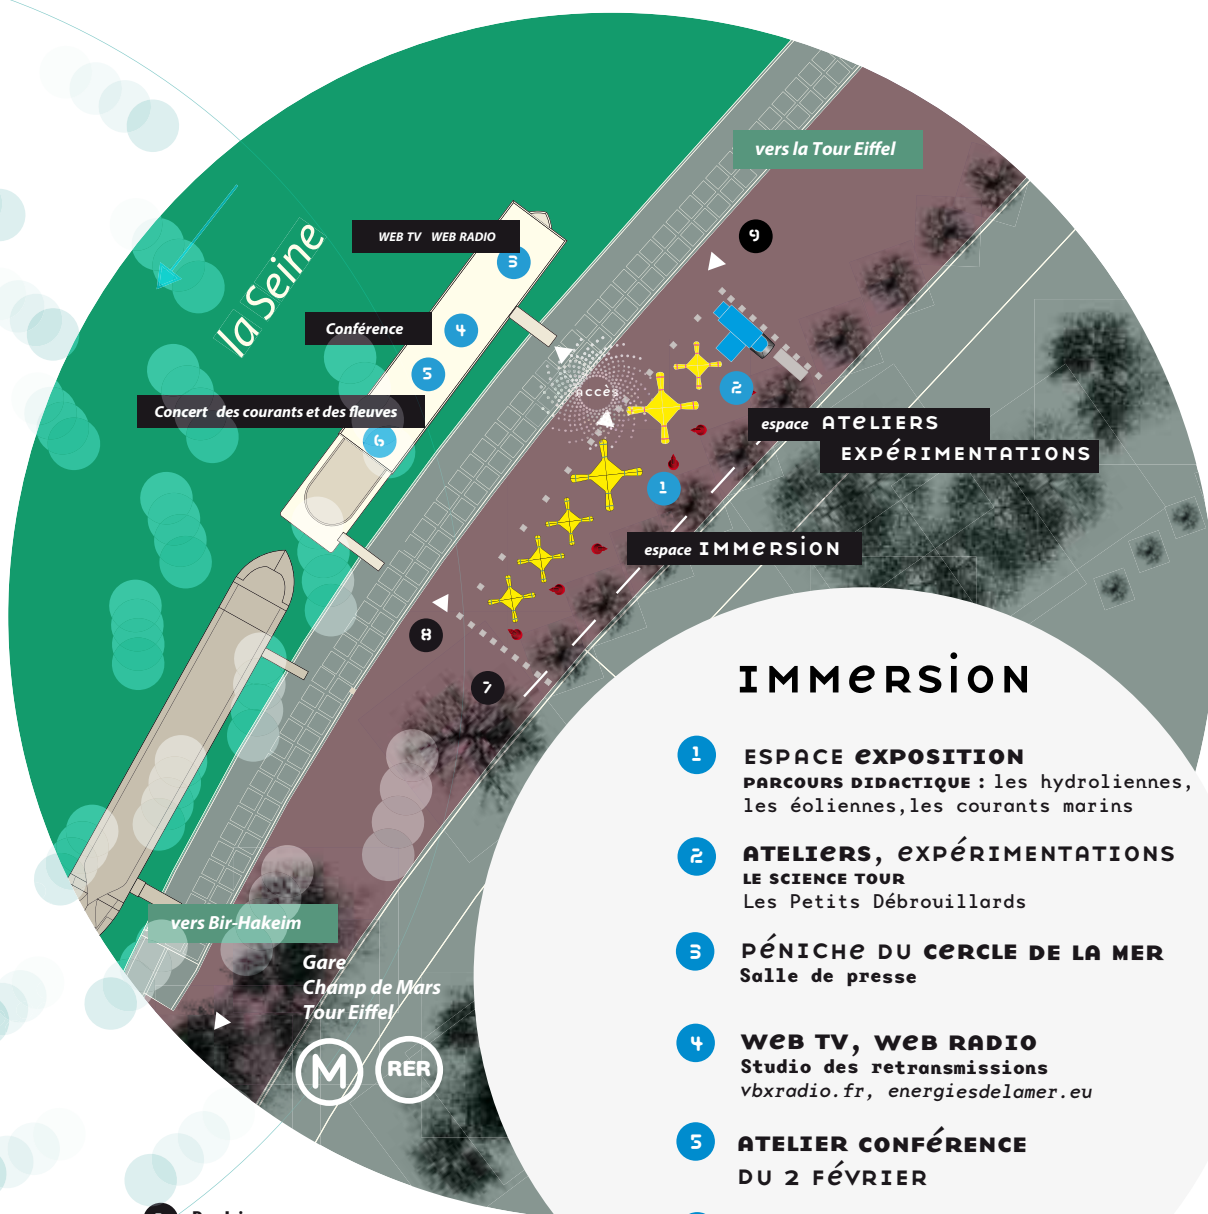 vers la Tour Eiffel
9
la Seine
WEB TV WEB RADIO
3
Conférence
4
5
accès
2
Concert des courants et des fleuves
6
espace ATELIERS
EXPÉRIMENTATIONS
1
espace IMMERSION
8
7
vers Bir-Hakeim
Gare
Champ de Mars
Tour Eiffel
M
RER
IMMERSION
1
ESPACE EXPOSITION
PARCOURS DIDACTIQUE : les hydroliennes,
les éoliennes, les courants marins
2
ATELIERS, EXPÉRIMENTATIONS
LE SCIENCE TOUR
Les Petits Débrouillards
3
PÉNICHE DU CERCLE DE LA MER
Salle de presse
4
WEB TV, WEB RADIO
Studio des retransmissions
vbxradio.fr, energiesdelamer.eu
5
ATELIER CONFÉRENCE
DU 2 FÉVRIER